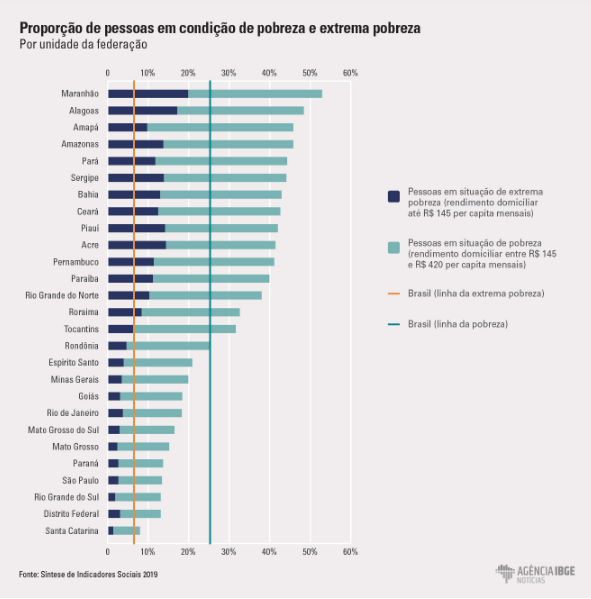 Proporção de pessoas em condição de pobreza e extrema pobreza
Por unidade da federação
0 10% 20% 30% 40% 50% 60%
Maranhão
Alagoas
Amapá
Amazonas
Pará
Sergipe
Bahia
Ceará
Piauí
Acre
Pernambuco
Paraíba
Rio Grande do Norte
Roraima
Tocantins
Rondônia
Espírito Santo
Minas Gerais
Goiás
Rio de Janeiro
Mato Grosso do Sul
Mato Grosso
Paraná
São Paulo
Rio Grande do Sul
Distrito Federal
Santa Catarina
0 10% 20% 30% 40% 50% 60%
Pessoas em situação de extrema
pobreza (rendimento domiciliar
até R$ 145 per capita mensais)
Pessoas em situação de pobreza
(rendimento domiciliar entre R$ 145
e R$ 420 per capita mensais)
Brasil (linha da extrema pobreza)
Brasil (linha da pobreza)
Fonte: Síntese de Indicadores Sociais 2019
AGÊNCIA IBGE
NOTÍCIAS